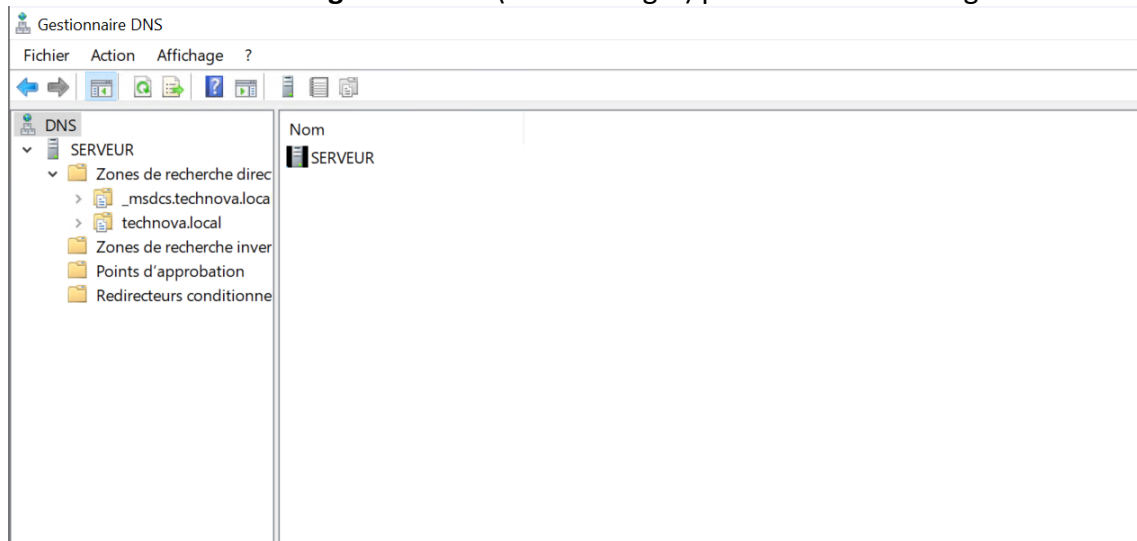 Gestionnaire DNS
Fichier Action Affichage ?
DNS
SERVEUR
Zones de recherche direc
_msdcs.technova.loca
technova.local
Zones de recherche inver
Points d'approbation
Redirecteurs conditionne
Nom
SERVEUR